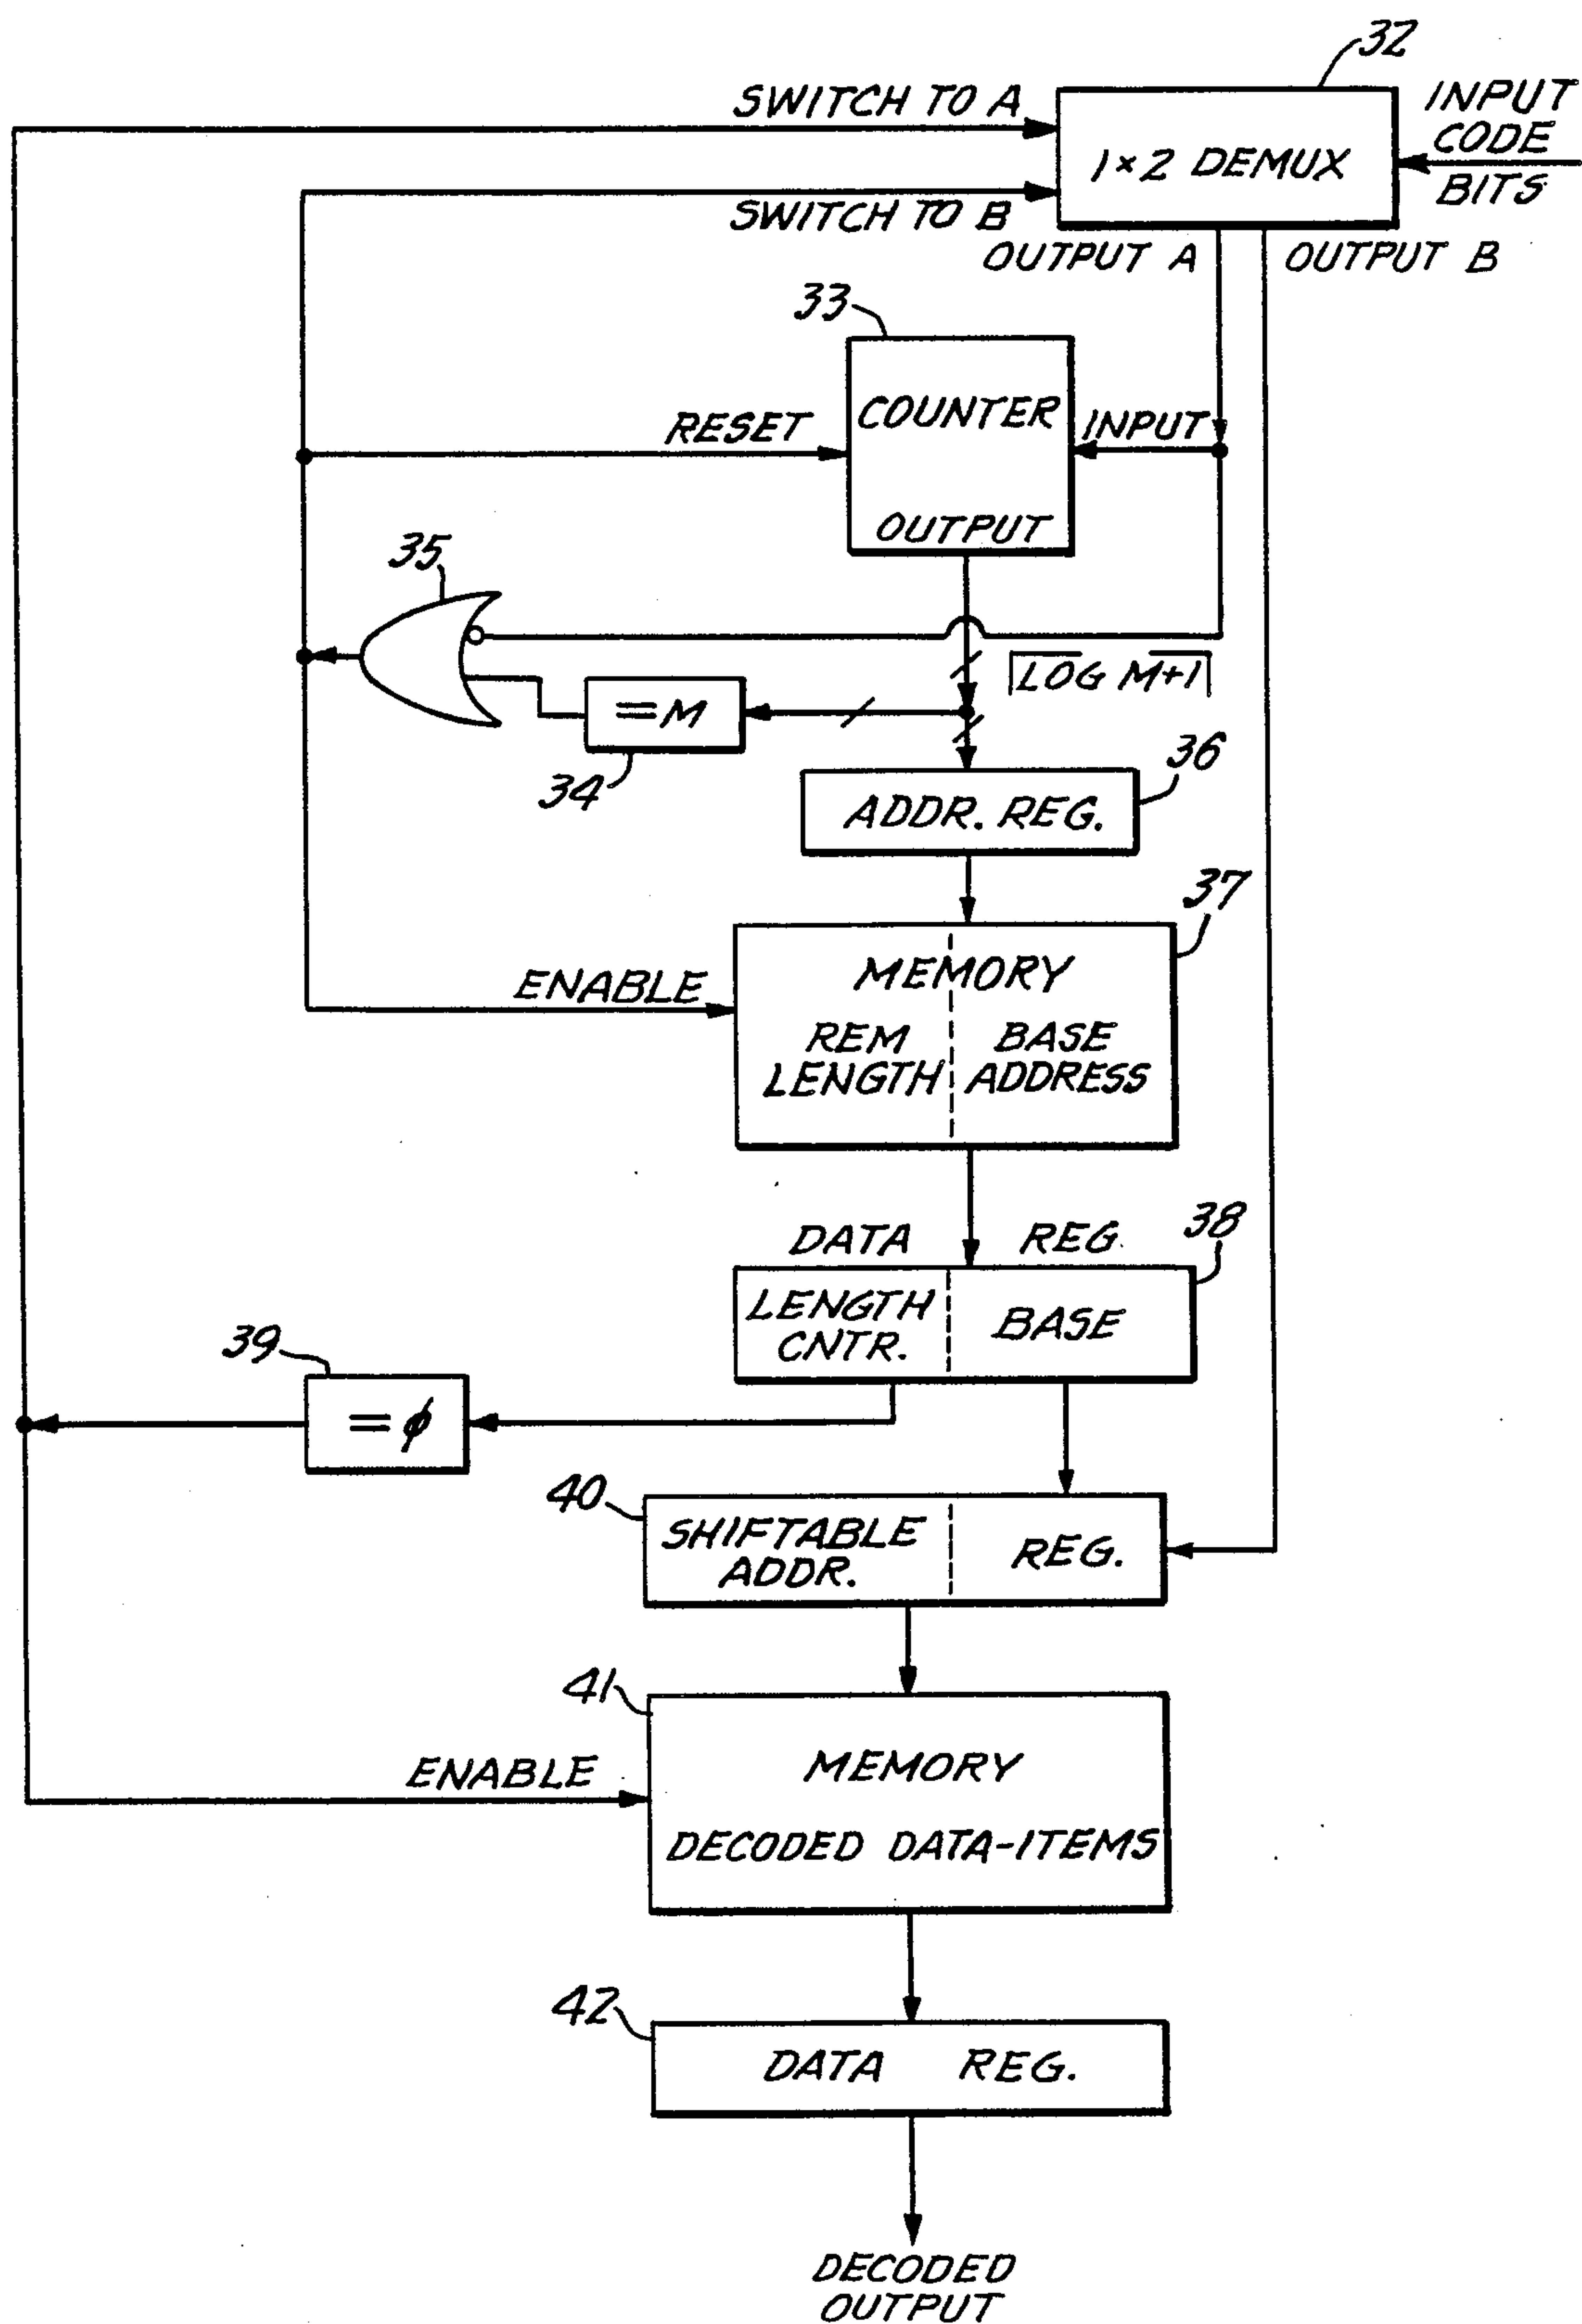 32
SWITCH TO A
INPUT
CODE
BITS
1×2 DEMUX
SWITCH TO B
OUTPUT A
OUTPUT B
33
COUNTER
INPUT
RESET
OUTPUT
35
⌈LOG M+1⌉
=M
34
36
ADDR. REG.
37
MEMORY
ENABLE
REM
LENGTH
BASE
ADDRESS
DATA REG.
38
LENGTH
CNTR.
BASE
39
=ϕ
40
SHIFTABLE
ADDR.
REG.
41
MEMORY
ENABLE
DECODED DATA-ITEMS
42
DATA REG.
DECODED
OUTPUT